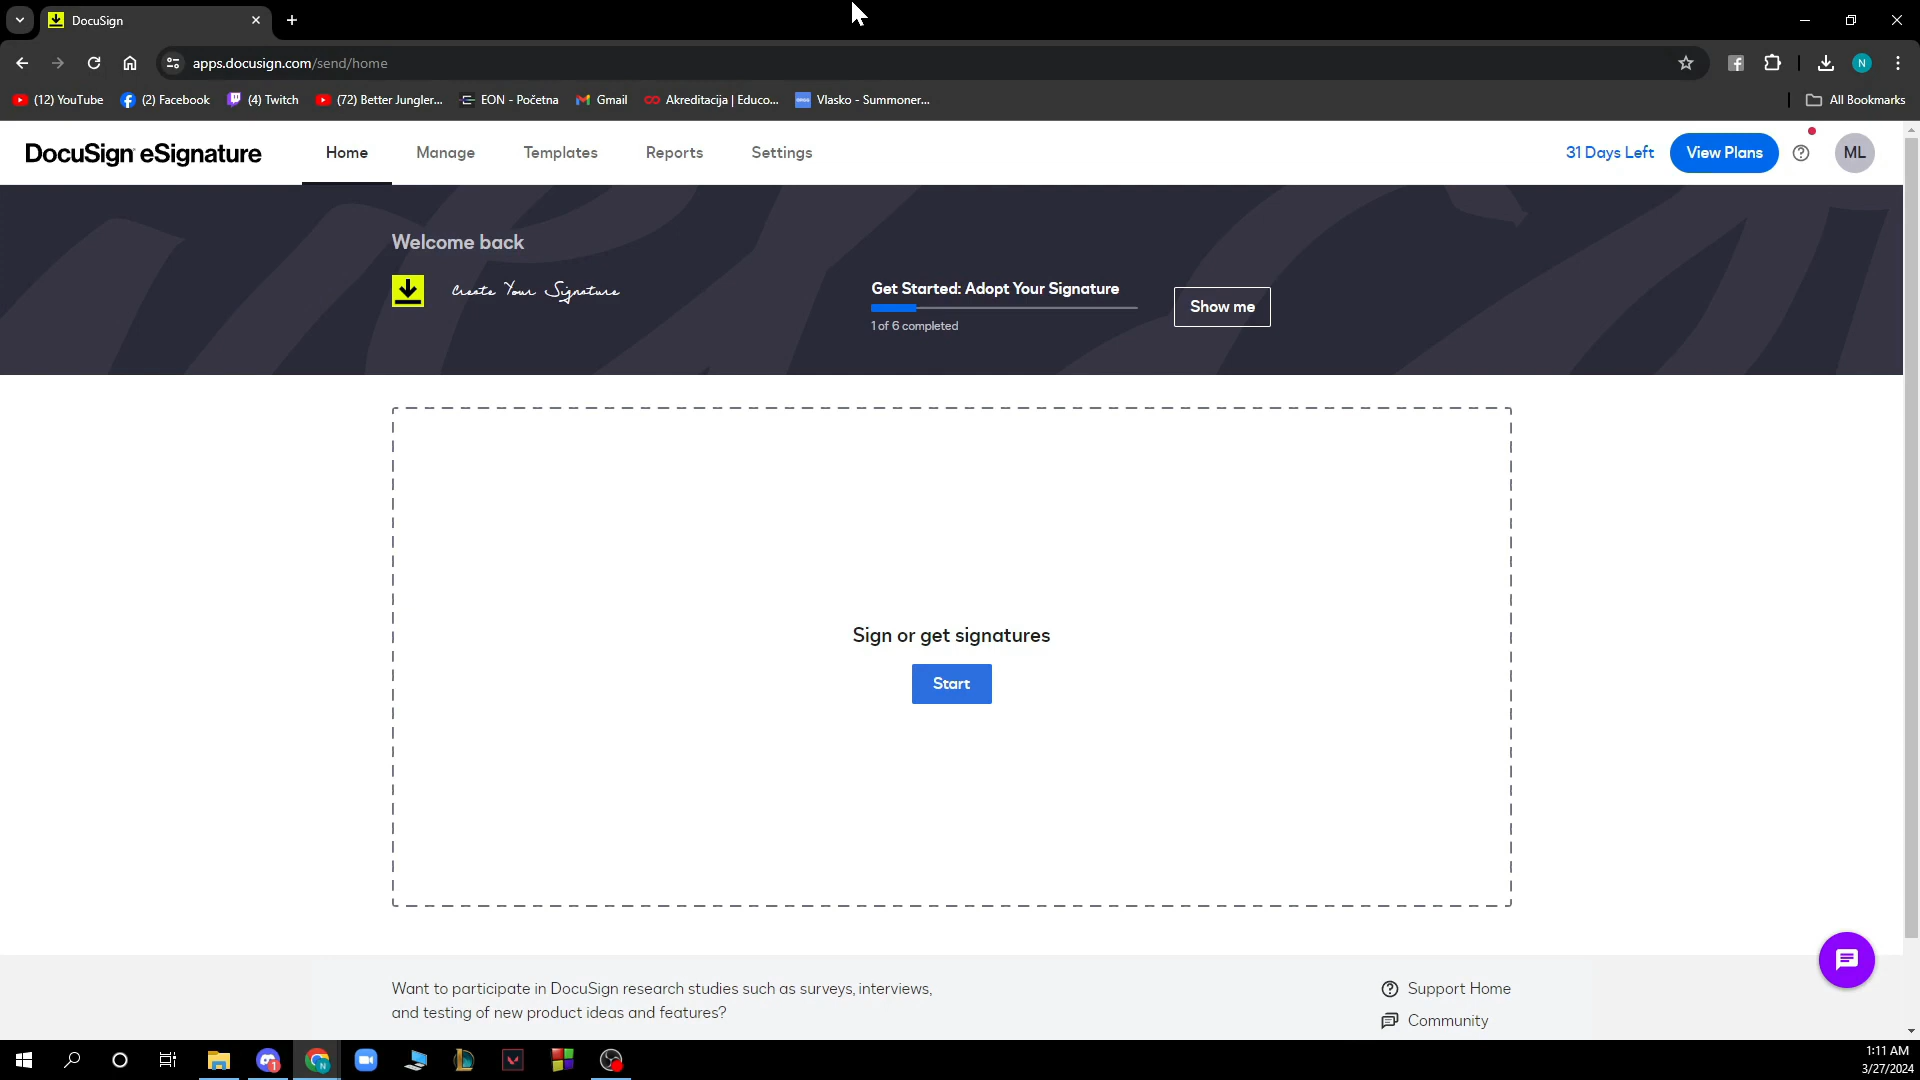 DocuSign
apps.docusign.com/send/home
N
(12) YouTube
(2) Facebook
(4) Twitch
(72) Better Jungler...
EON - Početna
Gmail
Akreditacija | Educo...
Vlasko - Summoner...
All Bookmarks
DocuSign eSignature
Home
Manage
Templates
Reports
Settings
31 Days Left
View Plans
ML
Welcome back
Create Your Signature
Get Started: Adopt Your Signature
1 of 6 completed
Show me
Sign or get signatures
Start
Want to participate in DocuSign research studies such as surveys, interviews,
and testing of new product ideas and features?
Support Home
Community
1:11 AM
3/27/2024